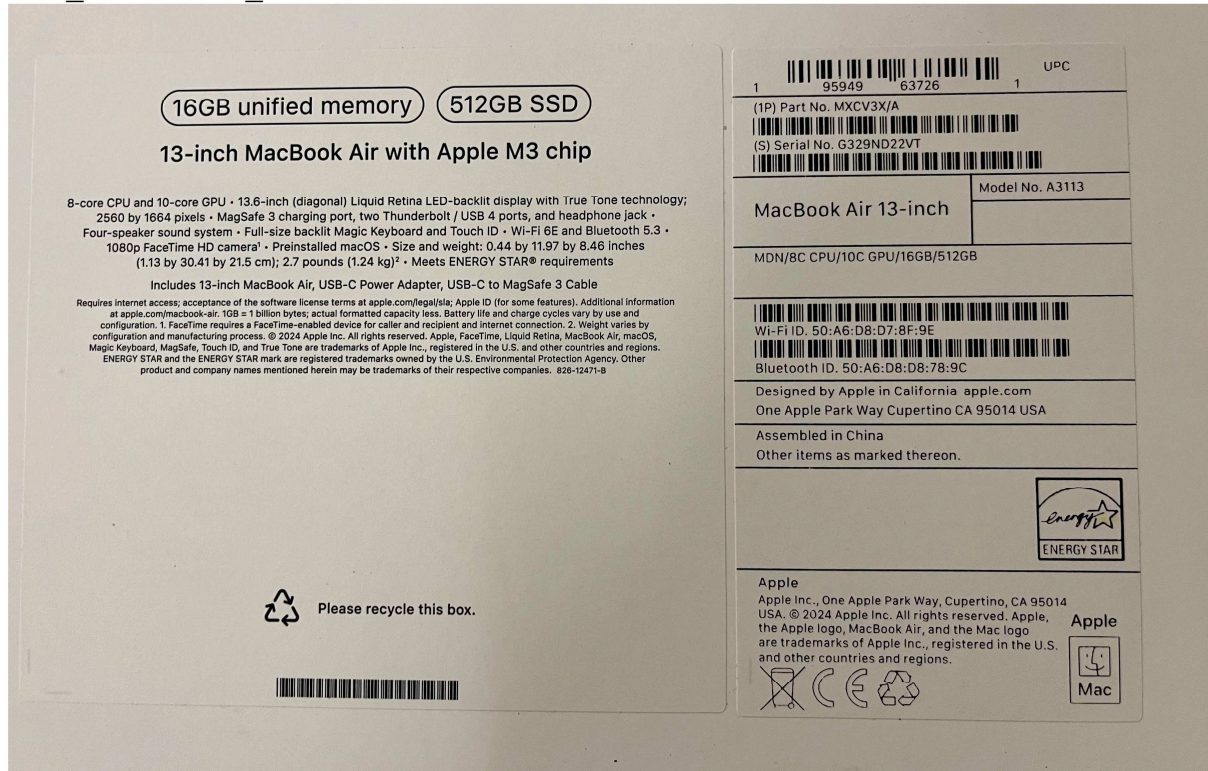 16GB unified memory 512GB SSD
13-inch MacBook Air with Apple M3 chip
8-core CPU and 10-core GPU • 13.6-inch (diagonal) Liquid Retina LED-backlit display with True Tone technology;
2560 by 1664 pixels • MagSafe 3 charging port, two Thunderbolt / USB 4 ports, and headphone jack •
Four-speaker sound system • Full-size backlit Magic Keyboard and Touch ID • Wi-Fi 6E and Bluetooth 5.3 •
1080p FaceTime HD camera¹ • Preinstalled macOS • Size and weight: 0.44 by 11.97 by 8.46 inches
(1.13 by 30.41 by 21.5 cm); 2.7 pounds (1.24 kg)² • Meets ENERGY STAR® requirements
Includes 13-inch MacBook Air, USB-C Power Adapter, USB-C to MagSafe 3 Cable
Requires internet access; acceptance of the software license terms at apple.com/legal/sla; Apple ID (for some features). Additional information
at apple.com/macbook-air. 1GB = 1 billion bytes; actual formatted capacity less. Battery life and charge cycles vary by use and
configuration. 1. FaceTime requires a FaceTime-enabled device for caller and recipient and internet connection. 2. Weight varies by
configuration and manufacturing process. © 2024 Apple Inc. All rights reserved. Apple, FaceTime, Liquid Retina, MacBook Air, macOS,
Magic Keyboard, MagSafe, Touch ID, and True Tone are trademarks of Apple Inc., registered in the U.S. and other countries and regions.
ENERGY STAR and the ENERGY STAR mark are registered trademarks owned by the U.S. Environmental Protection Agency. Other
product and company names mentioned herein may be trademarks of their respective companies. 826-12471-B
Please recycle this box.
UPC
1 95949 63726 1
(1P) Part No. MXCV3X/A
(S) Serial No. G329ND22VT
Model No. A3113
MacBook Air 13-inch
MDN/8C CPU/10C GPU/16GB/512GB
Wi-Fi ID. 50:A6:D8:D7:8F:9E
Bluetooth ID. 50:A6:D8:D8:78:9C
Designed by Apple in California apple.com
One Apple Park Way Cupertino CA 95014 USA
Assembled in China
Other items as marked thereon.
energy
ENERGY STAR
Apple
Apple Inc., One Apple Park Way, Cupertino, CA 95014
USA. © 2024 Apple Inc. All rights reserved. Apple,
the Apple logo, MacBook Air, and the Mac logo
are trademarks of Apple Inc., registered in the U.S.
and other countries and regions.
CE
Apple
Mac